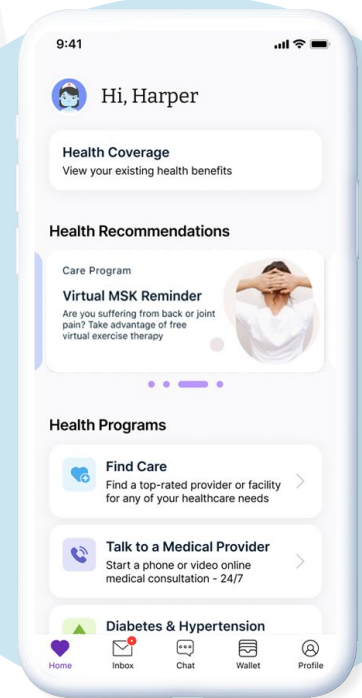 9:41
Hi, Harper
Health Coverage
View your existing health benefits
Health Recommendations
Care Program
Virtual MSK Reminder
Are you suffering from back or joint
pain? Take advantage of free
virtual exercise therapy
Health Programs
Find Care
Find a top-rated provider or facility
for any of your healthcare needs
Talk to a Medical Provider
Start a phone or video online
medical consultation - 24/7
Diabetes & Hypertension
Home Inbox Chat Wallet Profile